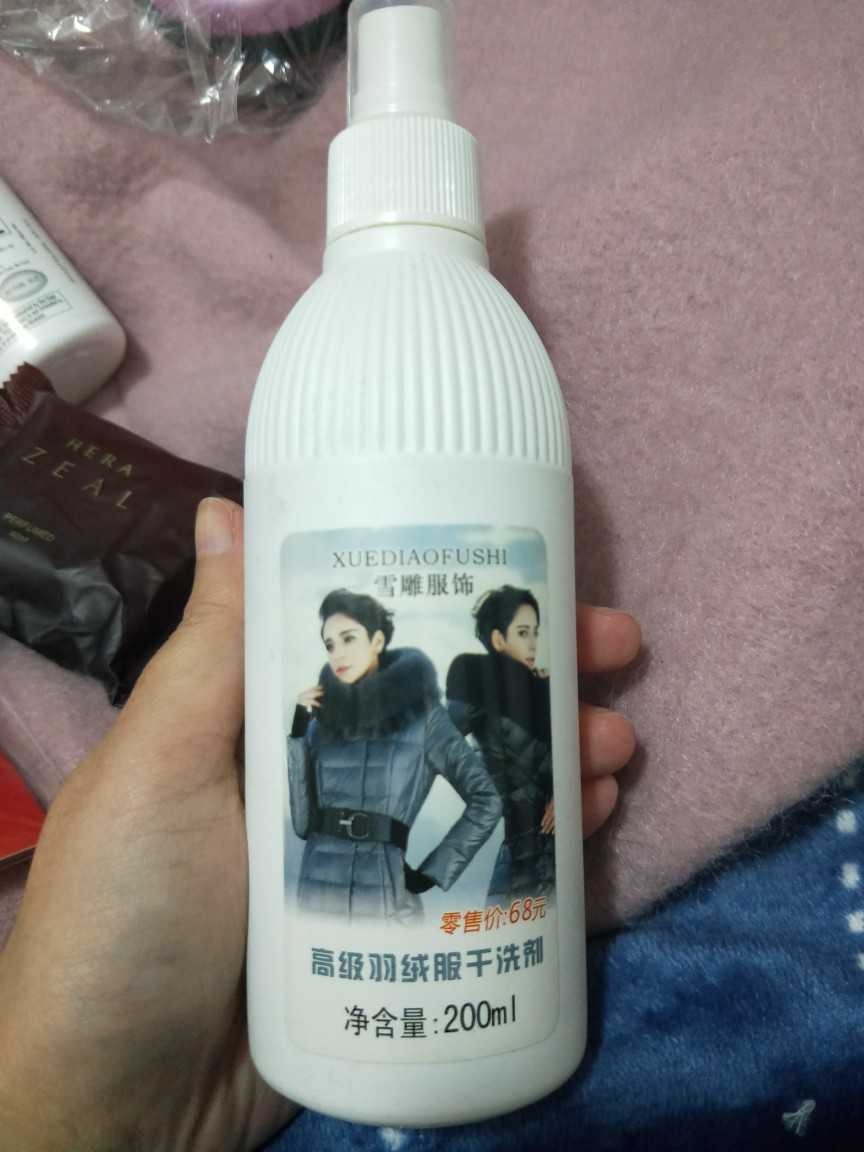 HERA
ZEAL
PERFUMED
XUEDIAOFUSHI
雪雕服饰
零售价:68元
高级羽绒服干洗剂
净含量:200ml